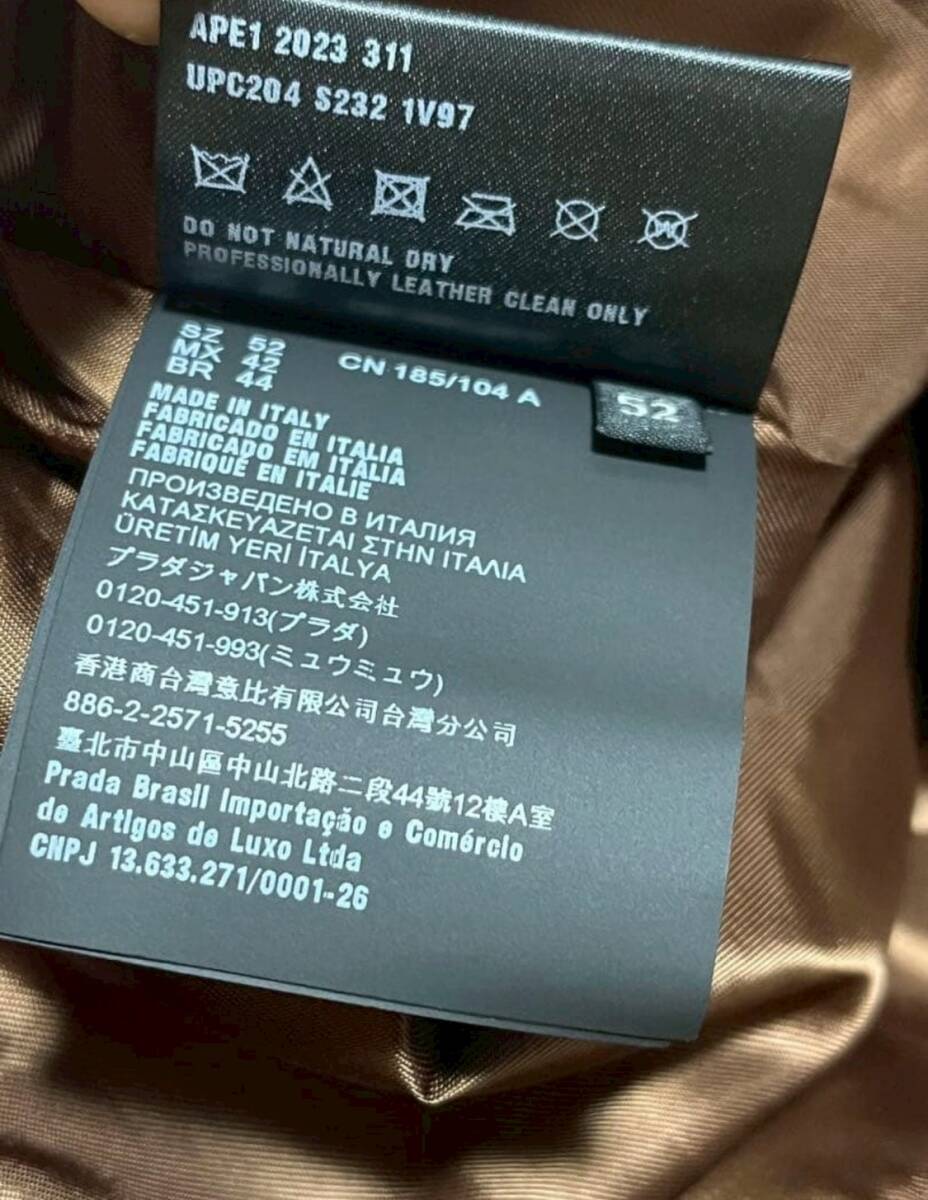 APE1 2023 311
UPC204 S232 1V97
DO NOT NATURAL DRY
PROFESSIONALLY LEATHER CLEAN ONLY
SZ 52
MX 42
BR 44
CN 185/104 A
52
MADE IN ITALY
FABRICADO EN ITALIA
FABRICADO EM ITÁLIA
FABRIQUÉ EN ITALIE
ПРОИЗВЕДЕНО В ИТАЛИЯ
ΚΑΤΑΣΚΕΥΑΖΕΤΑΙ ΣΤΗΝ ΙΤΑΛΙΑ
ÜRETİM YERİ İTALYA
プラダジャパン株式会社
0120-451-913(プラダ)
0120-451-993(ミュウミュウ)
香港商台灣意比有限公司台灣分公司
886-2-2571-5255
臺北市中山區中山北路二段44號12樓A室
Prada Brasil Importação e Comércio
de Artigos de Luxo Ltda
CNPJ 13.633.271/0001-26